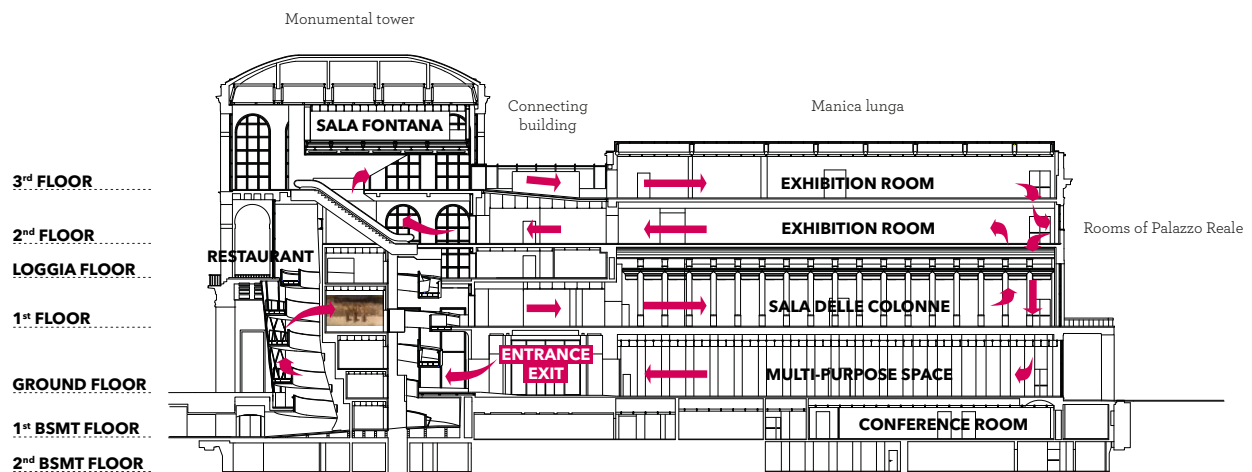 Monumental tower
Connecting
building
Manica lunga
SALA FONTANA
3rd FLOOR
EXHIBITION ROOM
2nd FLOOR
EXHIBITION ROOM
Rooms of Palazzo Reale
RESTAURANT
LOGGIA FLOOR
1st FLOOR
SALA DELLE COLONNE
ENTRANCE
EXIT
GROUND FLOOR
MULTI-PURPOSE SPACE
1st BSMT FLOOR
CONFERENCE ROOM
2nd BSMT FLOOR